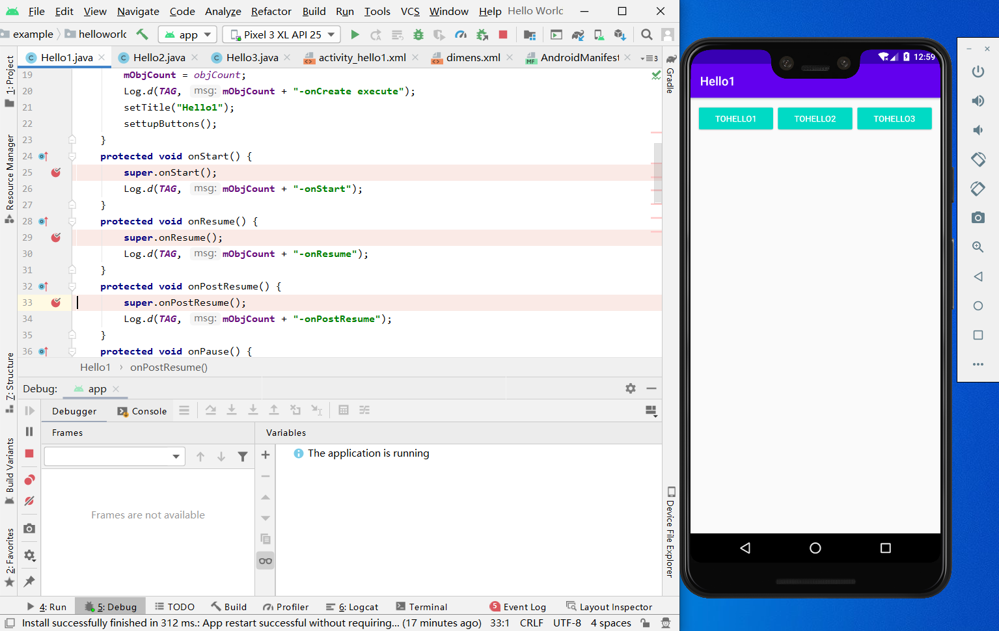 File Edit View Navigate Code Analyze Refactor Build Run Tools VCS Window Help Hello Worlc
example helloworlc app Pixel 3 XL API 25
Hello1.java Hello2.java Hello3.java activity_hello1.xml dimens.xml AndroidManifest 3
19 mObjCount = objCount;
20 Log.d(TAG, msg: mObjCount + "-onCreate execute");
21 setTitle("Hello1");
22 settupButtons();
23 }
24 protected void onStart() {
25 super.onStart();
26 Log.d(TAG, msg: mObjCount + "-onStart");
27 }
28 protected void onResume() {
29 super.onResume();
30 Log.d(TAG, msg: mObjCount + "-onResume");
31 }
32 protected void onPostResume() {
33 super.onPostResume();
34 Log.d(TAG, msg: mObjCount + "-onPostResume");
35 }
36 protected void onPause() {
Hello1 › onPostResume()
Debug: app
Debugger Console
Frames Variables
The application is running
Frames are not available
4: Run 5: Debug TODO Build Profiler 6: Logcat Terminal 5 Event Log Layout Inspector
Install successfully finished in 312 ms.: App restart successful without requiring... (17 minutes ago) 33:1 CRLF UTF-8 4 spaces
1: Project
Resource Manager
7: Structure
Build Variants
2: Favorites
Gradle
Device File Explorer
12:59
Hello1
TOHELLO1 TOHELLO2 TOHELLO3